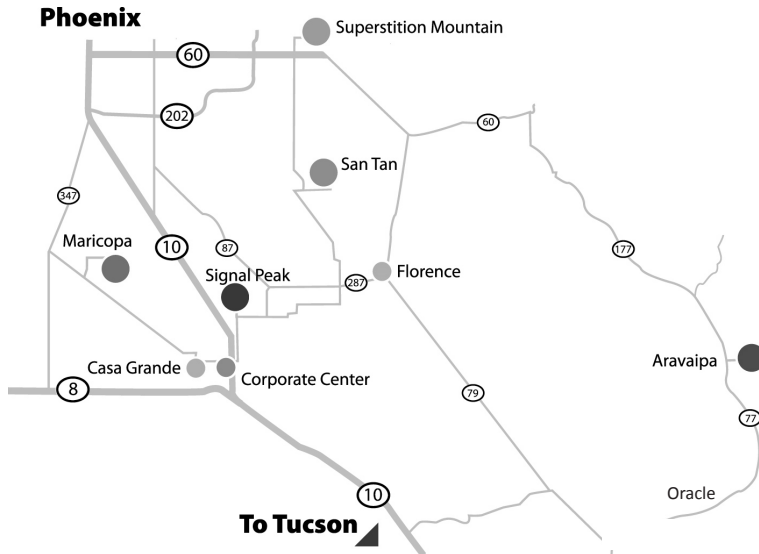 Phoenix
Superstition Mountain
60
202
60
San Tan
347
Maricopa
10
87
177
Signal Peak
287
Florence
Casa Grande
Corporate Center
Aravaipa
8
79
77
10
Oracle
To Tucson